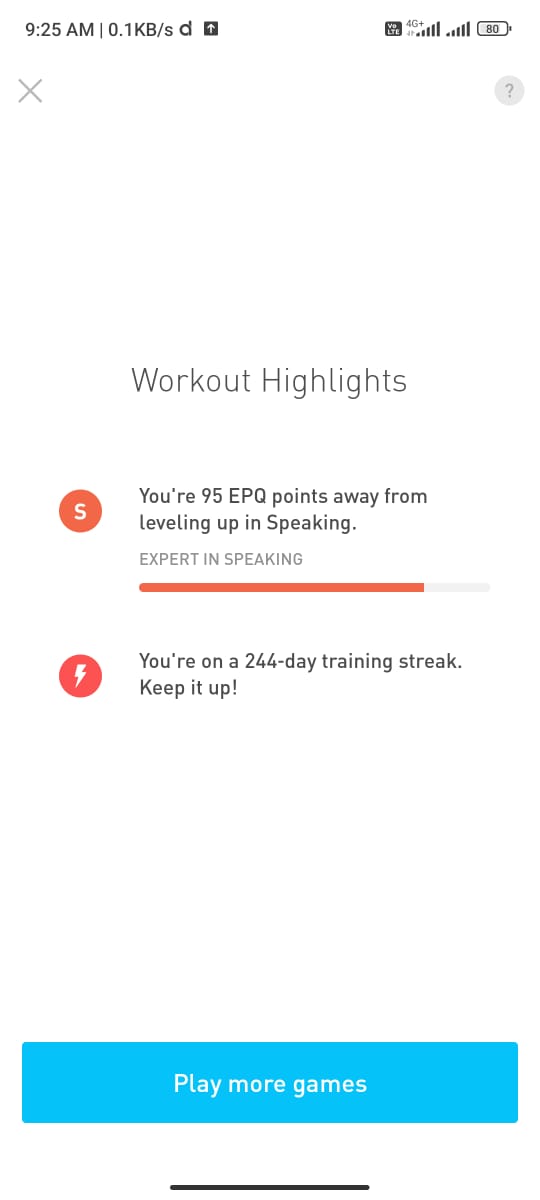 9:25 AM | 0.1KB/s d
Vo LTE 4G+ 80
?
Workout Highlights
S
You're 95 EPQ points away from
leveling up in Speaking.
EXPERT IN SPEAKING
You're on a 244-day training streak.
Keep it up!
Play more games